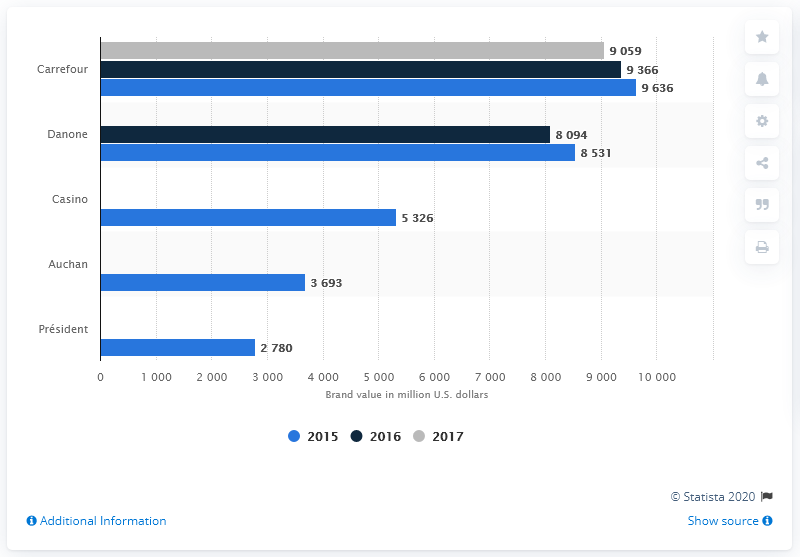 9 059
Carrefour
9 366
9 636
Danone
8 094
8 531
Casino
5 326
Auchan
3 693
Président
2 780
0 1 000 2 000 3 000 4 000 5 000 6 000 7 000 8 000 9 000 10 000
Brand value in million U.S. dollars
2015 2016 2017
© Statista 2020
Additional Information
Show source